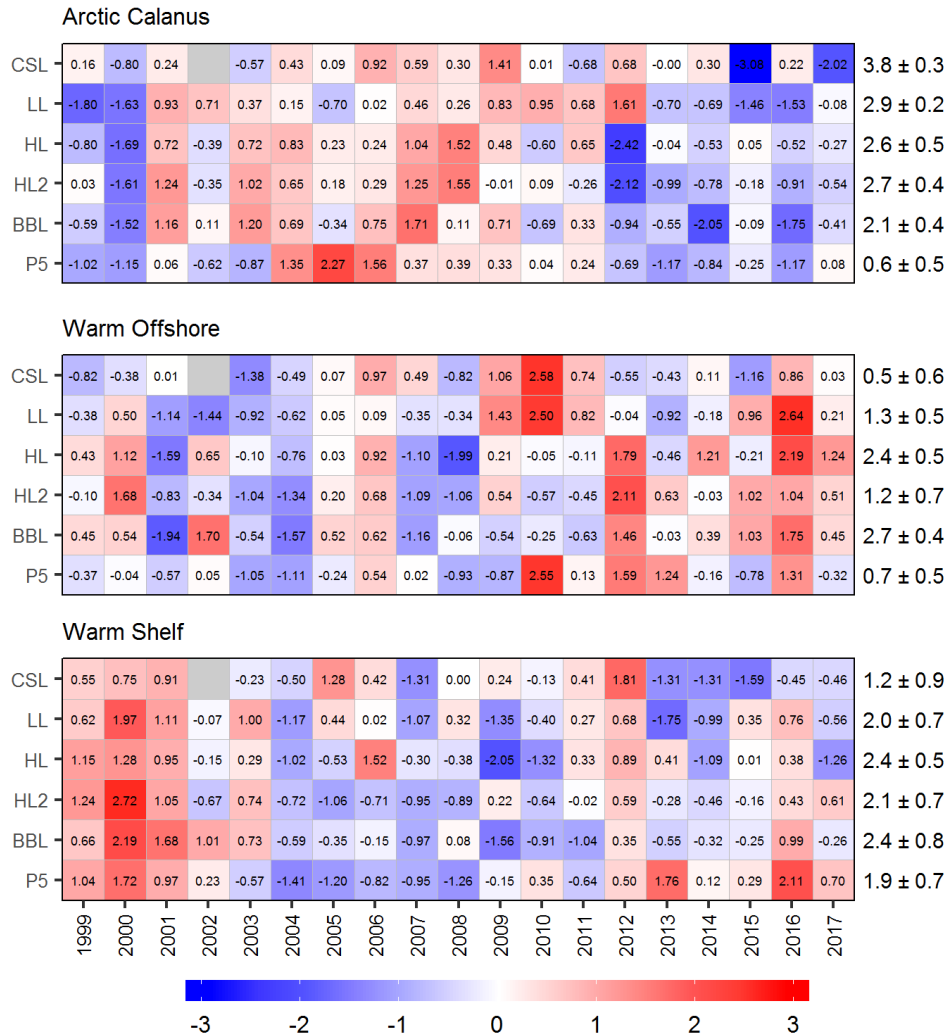 Arctic Calanus
CSL 0.16 -0.80 0.24 -0.57 0.43 0.09 0.92 0.59 0.30 1.41 0.01 -0.68 0.68 -0.00 0.30 -3.08 0.22 -2.02 3.8 ± 0.3
LL -1.80 -1.63 0.93 0.71 0.37 0.15 -0.70 0.02 0.46 0.26 0.83 0.95 0.68 1.61 -0.70 -0.69 -1.46 -1.53 -0.08 2.9 ± 0.2
HL -0.80 -1.69 0.72 -0.39 0.72 0.83 0.23 0.24 1.04 1.52 0.48 -0.60 0.65 -2.42 -0.04 -0.53 0.05 -0.52 -0.27 2.6 ± 0.5
HL2 0.03 -1.61 1.24 -0.35 1.02 0.65 0.18 0.29 1.25 1.55 -0.01 0.09 -0.26 -2.12 -0.99 -0.78 -0.18 -0.91 -0.54 2.7 ± 0.4
BBL -0.59 -1.52 1.16 0.11 1.20 0.69 -0.34 0.75 1.71 0.11 0.71 -0.69 0.33 -0.94 -0.55 -2.05 -0.09 -1.75 -0.41 2.1 ± 0.4
P5 -1.02 -1.15 0.06 -0.62 -0.87 1.35 2.27 1.56 0.37 0.39 0.33 0.04 0.24 -0.69 -1.17 -0.84 -0.25 -1.17 0.08 0.6 ± 0.5
Warm Offshore
CSL -0.82 -0.38 0.01 -1.38 -0.49 0.07 0.97 0.49 -0.82 1.06 2.58 0.74 -0.55 -0.43 0.11 -1.16 0.86 0.03 0.5 ± 0.6
LL -0.38 0.50 -1.14 -1.44 -0.92 -0.62 0.05 0.09 -0.35 -0.34 1.43 2.50 0.82 -0.04 -0.92 -0.18 0.96 2.64 0.21 1.3 ± 0.5
HL 0.43 1.12 -1.59 0.65 -0.10 -0.76 0.03 0.92 -1.10 -1.99 0.21 -0.05 -0.11 1.79 -0.46 1.21 -0.21 2.19 1.24 2.4 ± 0.5
HL2 -0.10 1.68 -0.83 -0.34 -1.04 -1.34 0.20 0.68 -1.09 -1.06 0.54 -0.57 -0.45 2.11 0.63 -0.03 1.02 1.04 0.51 1.2 ± 0.7
BBL 0.45 0.54 -1.94 1.70 -0.54 -1.57 0.52 0.62 -1.16 -0.06 -0.54 -0.25 -0.63 1.46 -0.03 0.39 1.03 1.75 0.45 2.7 ± 0.4
P5 -0.37 -0.04 -0.57 0.05 -1.05 -1.11 -0.24 0.54 0.02 -0.93 -0.87 2.55 0.13 1.59 1.24 -0.16 -0.78 1.31 -0.32 0.7 ± 0.5
Warm Shelf
CSL 0.55 0.75 0.91 -0.23 -0.50 1.28 0.42 -1.31 0.00 0.24 -0.13 0.41 1.81 -1.31 -1.31 -1.59 -0.45 -0.46 1.2 ± 0.9
LL 0.62 1.97 1.11 -0.07 1.00 -1.17 0.44 0.02 -1.07 0.32 -1.35 -0.40 0.27 0.68 -1.75 -0.99 0.35 0.76 -0.56 2.0 ± 0.7
HL 1.15 1.28 0.95 -0.15 0.29 -1.02 -0.53 1.52 -0.30 -0.38 -2.05 -1.32 0.33 0.89 0.41 -1.09 0.01 0.38 -1.26 2.4 ± 0.5
HL2 1.24 2.72 1.05 -0.67 0.74 -0.72 -1.06 -0.71 -0.95 -0.89 0.22 -0.64 -0.02 0.59 -0.28 -0.46 -0.16 0.43 0.61 2.1 ± 0.7
BBL 0.66 2.19 1.68 1.01 0.73 -0.59 -0.35 -0.15 -0.97 0.08 -1.56 -0.91 -1.04 0.35 -0.55 -0.32 -0.25 0.99 -0.26 2.4 ± 0.8
P5 1.04 1.72 0.97 0.23 -0.57 -1.41 -1.20 -0.82 -0.95 -1.26 -0.15 0.35 -0.64 0.50 1.76 0.12 0.29 2.11 0.70 1.9 ± 0.7
1999 2000 2001 2002 2003 2004 2005 2006 2007 2008 2009 2010 2011 2012 2013 2014 2015 2016 2017
-3 -2 -1 0 1 2 3